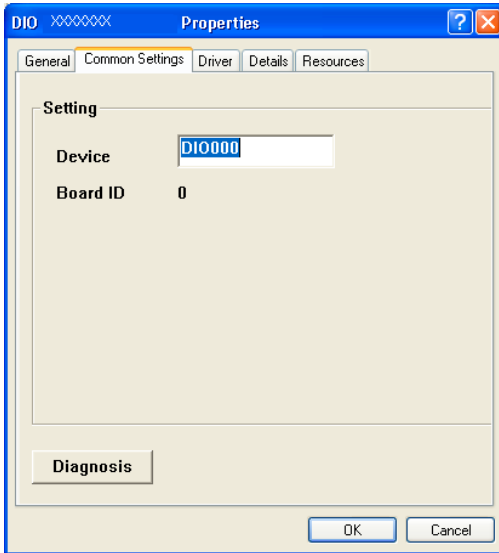 DIO XXXXXXX Properties
General Common Settings Driver Details Resources
Setting
Device DIO000
Board ID 0
Diagnosis
OK Cancel